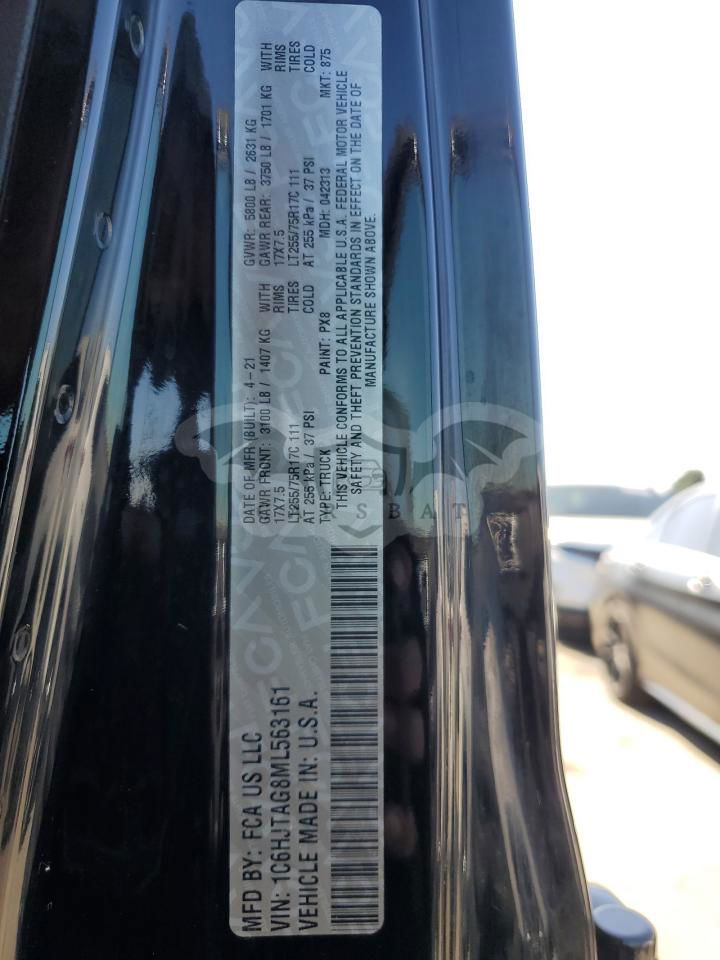 MFD BY: FCA US LLC
DATE OF MFR (BUILT): 4-21
GVWR: 5800 LB / 2631 KG
GAWR FRONT: 3100 LB / 1407 KG WITH
GAWR REAR: 3750 LB / 1701 KG WITH
17X7.5 RIMS
17X7.5 RIMS
LT255/75R17C 111 TIRES
LT255/75R17C 111 TIRES
AT 255 kPa / 37 PSI COLD
AT 255 kPa / 37 PSI COLD
VIN: 1C6HJTAG8ML563161
TYPE: TRUCK
PAINT: PX8
MDH: 042313
MKT: 875
VEHICLE MADE IN: U.S.A.
THIS VEHICLE CONFORMS TO ALL APPLICABLE U.S.A. FEDERAL MOTOR VEHICLE
SAFETY AND THEFT PREVENTION STANDARDS IN EFFECT ON THE DATE OF
MANUFACTURE SHOWN ABOVE.